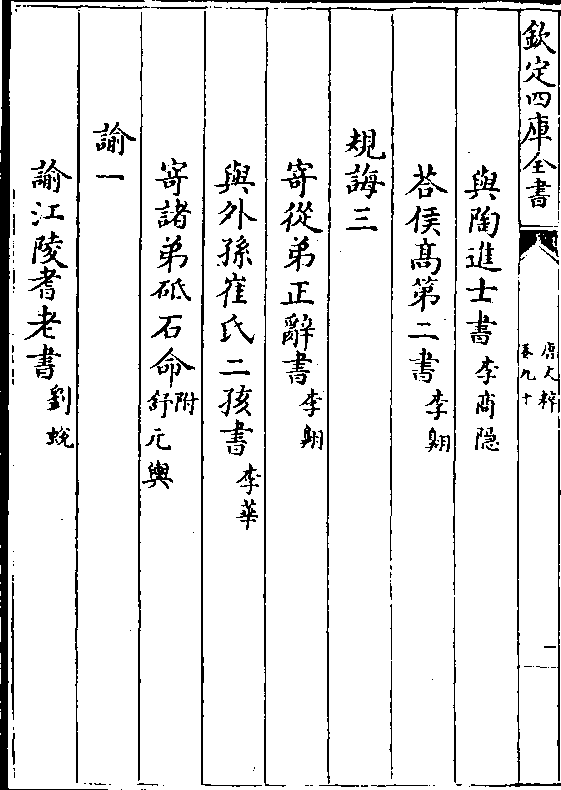 欽定四庫全書
唐文粹
卷九十
一
與陶進士書 李商隠
荅侯髙第二書 李翺
規誨三
寄從弟正辭書 李翺
與外孫崔氏二孩書 李華
寄諸弟砥石命 附 舒元輿
諭一
諭江陵耆老書 劉蛻